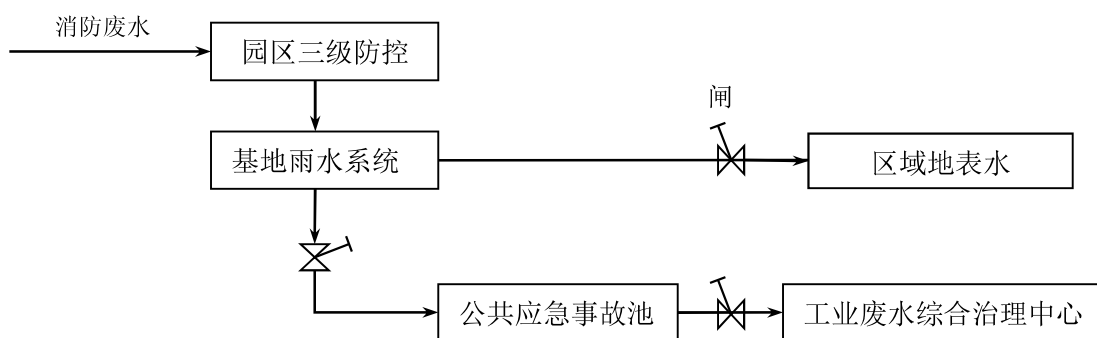 消防废水
园区三级防控
闸
基地雨水系统
区域地表水
公共应急事故池
工业废水综合治理中心